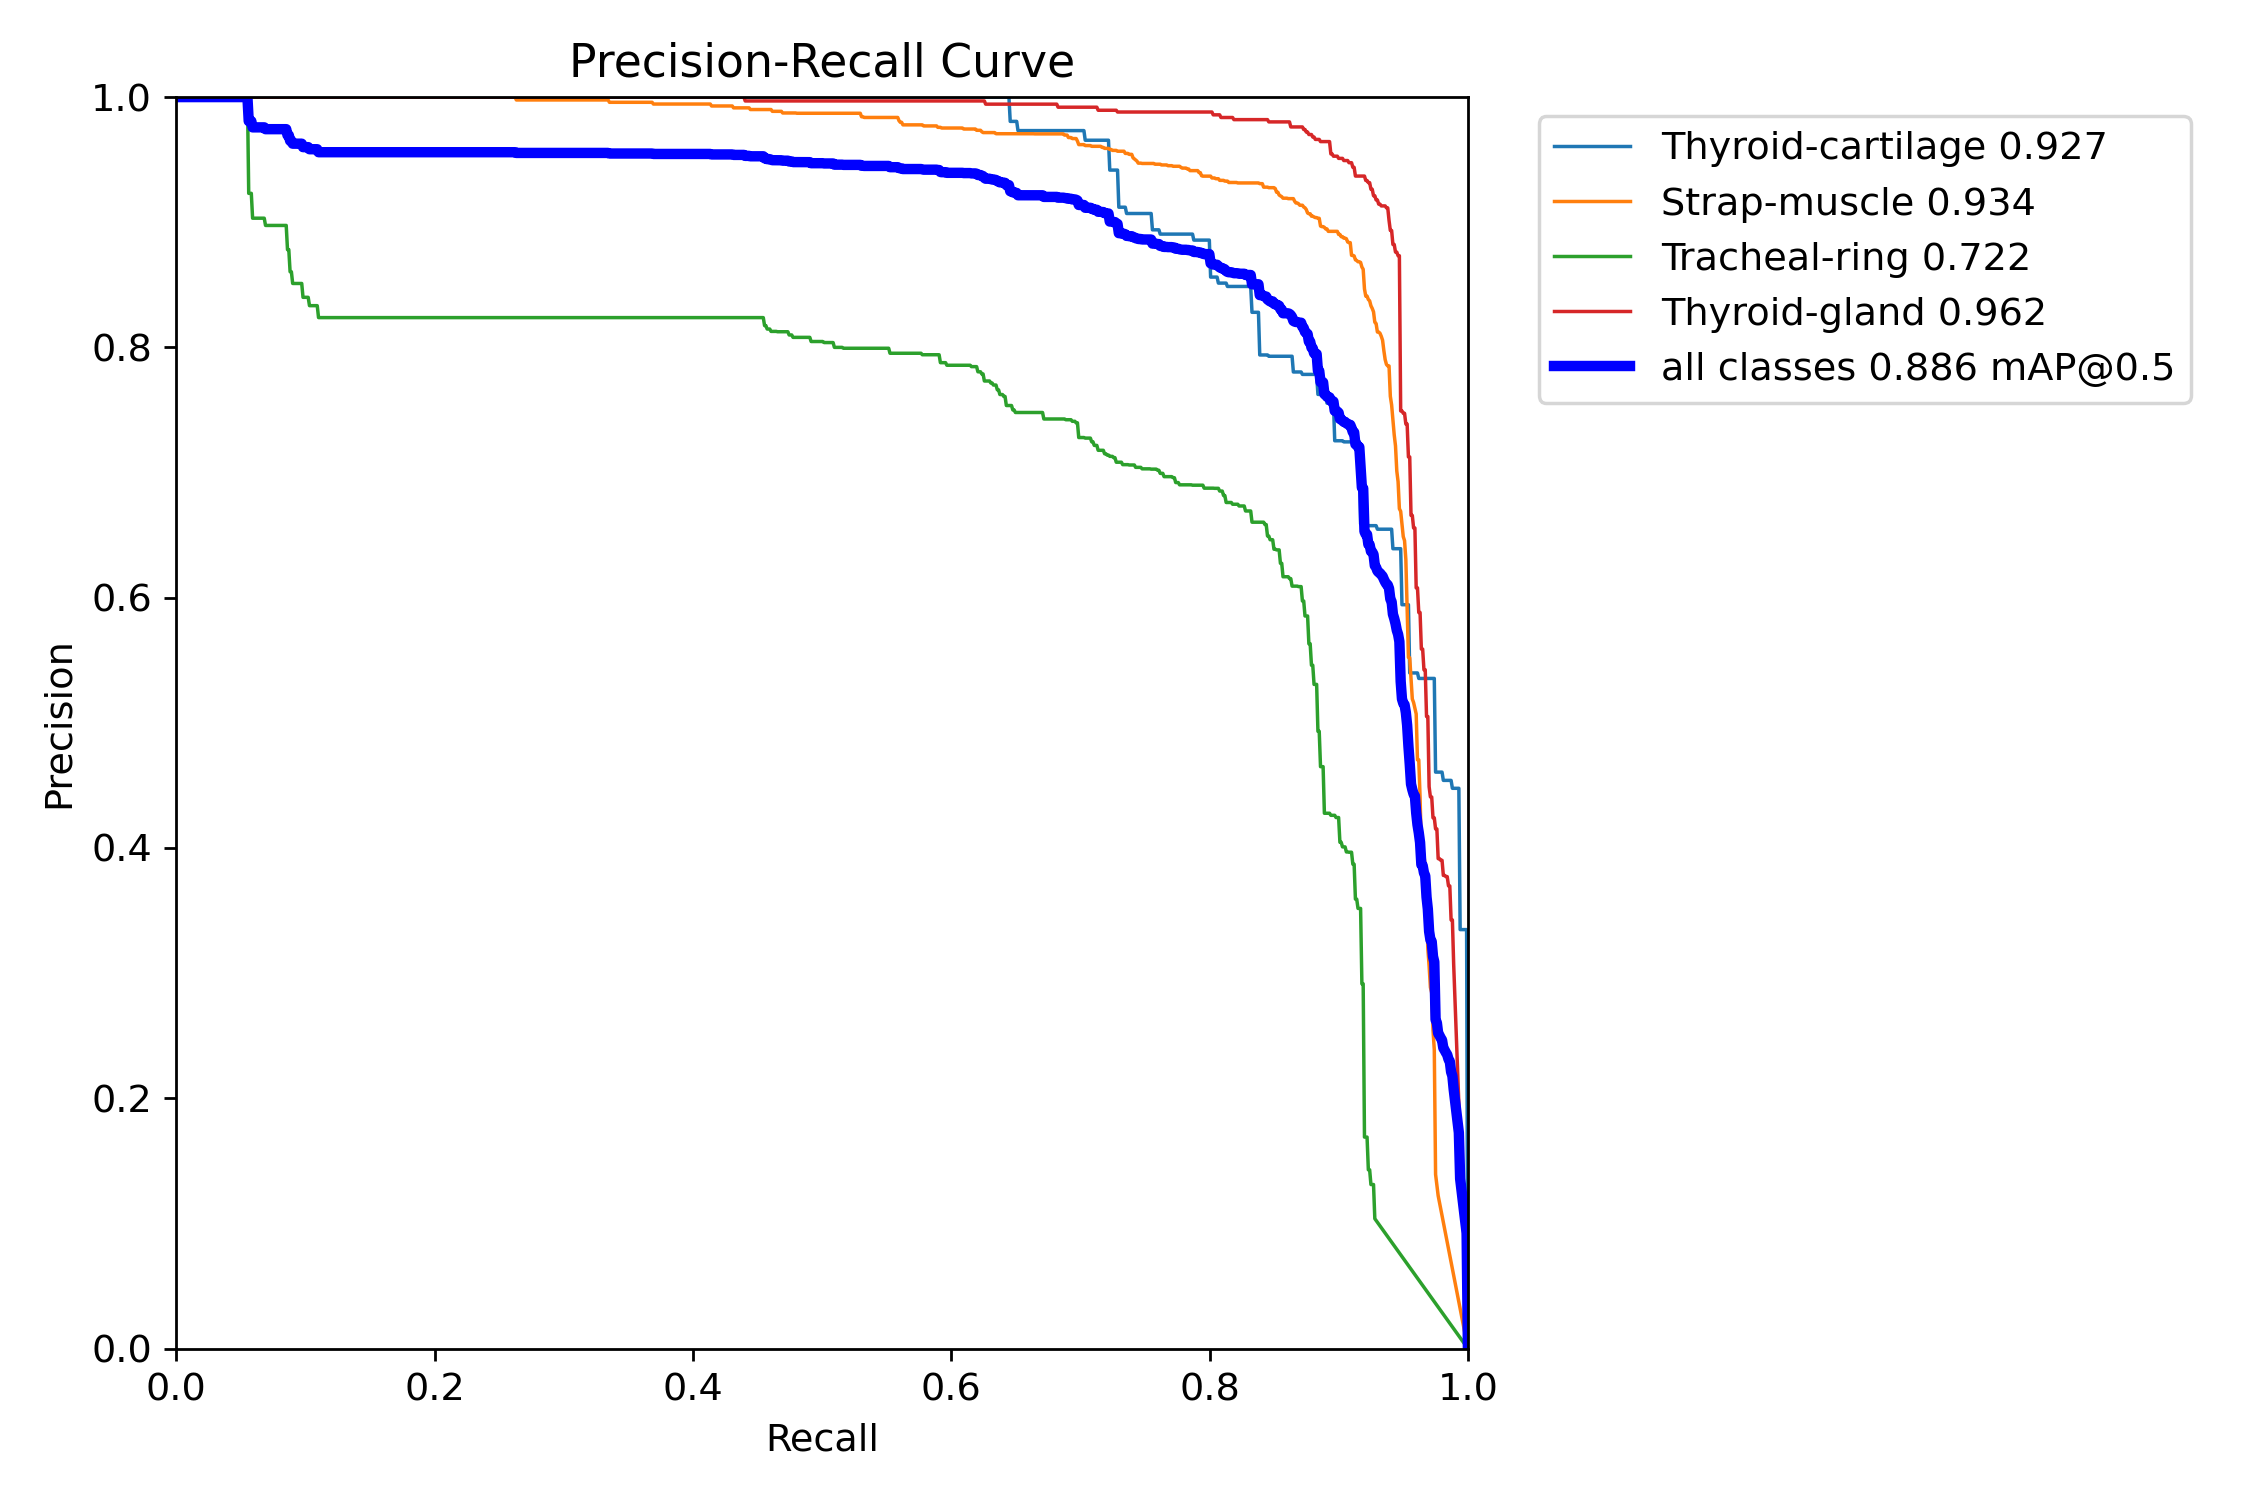 Precision-Recall Curve
1.0
0.8
0.6
0.4
0.2
0.0
Precision
0.0 0.2 0.4 0.6 0.8 1.0
Recall
Thyroid-cartilage 0.927
Strap-muscle 0.934
Tracheal-ring 0.722
Thyroid-gland 0.962
all classes 0.886 mAP@0.5